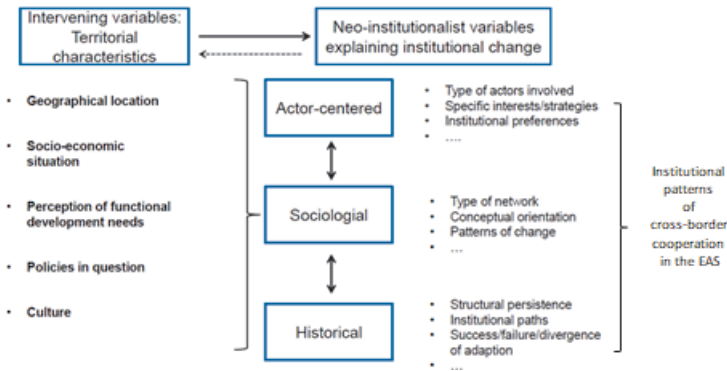 Intervening variables:
Territorial
characteristics
Neo-institutionalist variables
explaining institutional change
• Geographical location
• Socio-economic
situation
• Perception of functional
development needs
• Policies in question
• Culture
Actor-centered
• Type of actors involved
• Specific interests/strategies
• Institutional preferences
• ....
Sociologial
• Type of network
• Conceptual orientation
• Patterns of change
• ...
Historical
• Structural persistence
• Institutional paths
• Success/failure/divergence
of adaption
• ...
Institutional
patterns
of
cross-border
cooperation
in the EAS